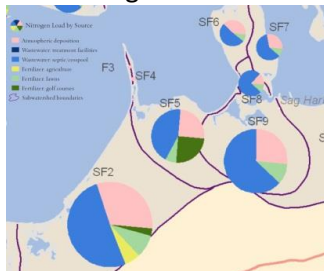 Nitrogen Load by Source
Atmospheric deposition
Wastewater: treatment facilities
Wastewater: septic/cesspool
Fertilizer: agriculture
Fertilizer: lawns
Fertilizer: golf courses
Subwatershed boundaries
SF6
SF7
F3
SF4
SF8
Sag Har
SF5
SF9
SF2
S